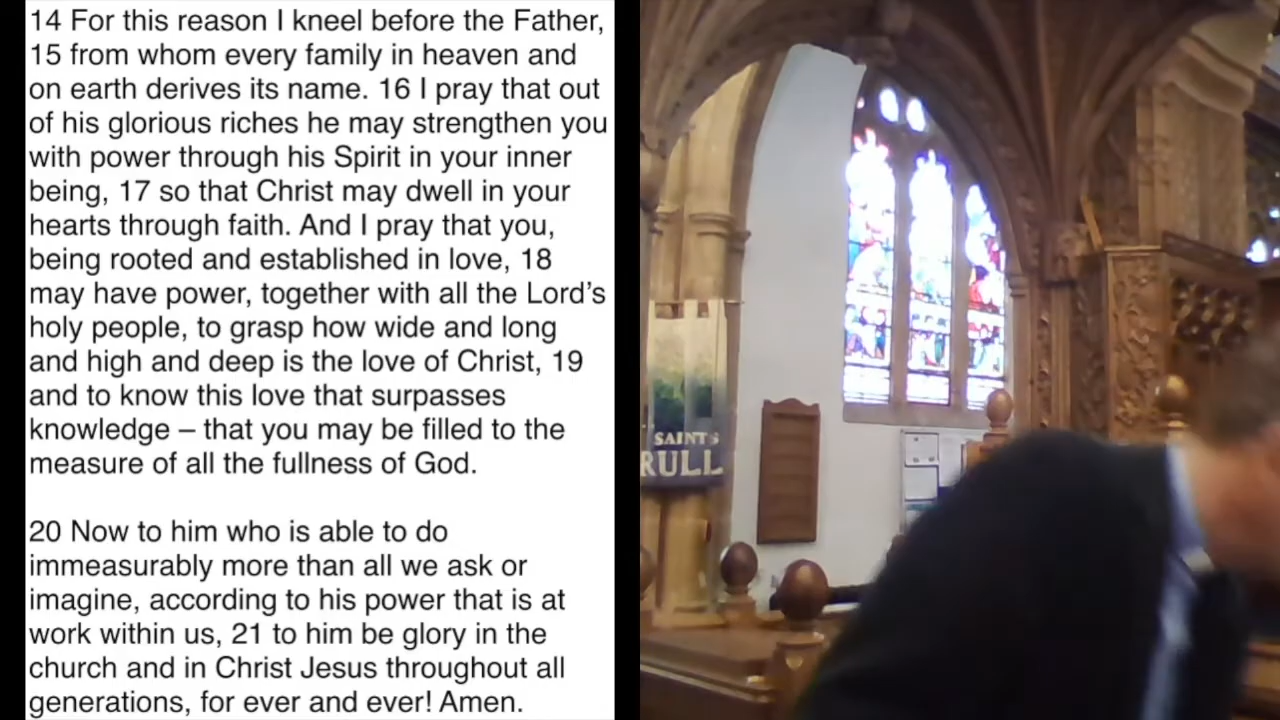 14 For this reason I kneel before the Father,
15 from whom every family in heaven and
on earth derives its name. 16 I pray that out
of his glorious riches he may strengthen you
with power through his Spirit in your inner
being, 17 so that Christ may dwell in your
hearts through faith. And I pray that you,
being rooted and established in love, 18
may have power, together with all the Lord’s
holy people, to grasp how wide and long
and high and deep is the love of Christ, 19
and to know this love that surpasses
knowledge – that you may be filled to the
measure of all the fullness of God.
20 Now to him who is able to do
immeasurably more than all we ask or
imagine, according to his power that is at
work within us, 21 to him be glory in the
church and in Christ Jesus throughout all
generations, for ever and ever! Amen.
SAINTS
RULL